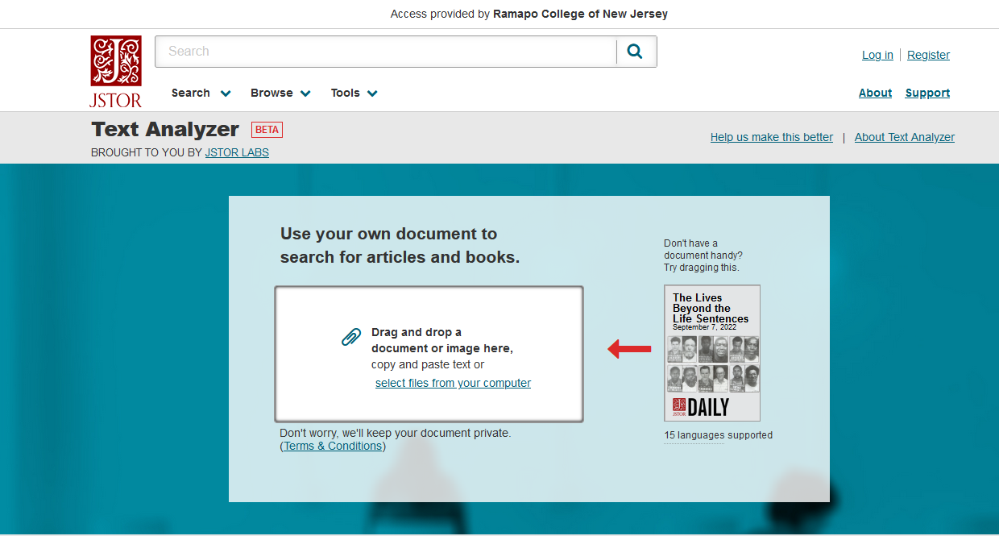 Access provided by Ramapo College of New Jersey
Search
Log in | Register
JSTOR
Search Browse Tools
About Support
Text Analyzer BETA
BROUGHT TO YOU BY JSTOR LABS
Help us make this better | About Text Analyzer
Use your own document to
search for articles and books.
Drag and drop a
document or image here,
copy and paste text or
select files from your computer
Don't worry, we'll keep your document private.
(Terms & Conditions)
Don't have a
document handy?
Try dragging this.
The Lives
Beyond the
Life Sentences
September 7, 2022
JSTOR DAILY
15 languages supported